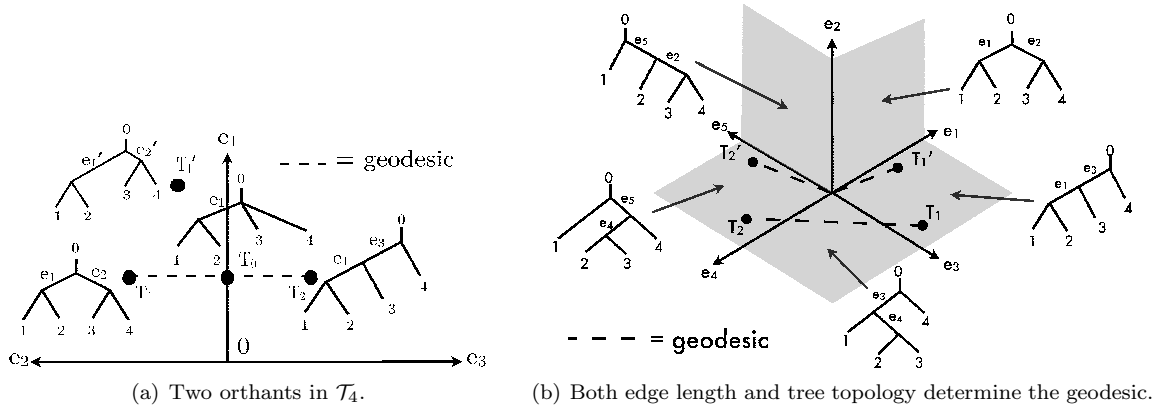 0
e₁'
e₂'
T₁'
1 2 3 4
e₁
= geodesic
0
e₁
1 2 3 4
0
e₁ e₂
1 2 3 4
T₀
T₂
0
e₃
e₁
1 2 3 4
0
e₂
e₃
(a) Two orthants in 𝒯₄.
0
e₅
e₂
1 2 3 4
e₂
0
e₁ e₂
1 2 3 4
e₅
e₁
T₂'
T₁'
0
e₅
e₄
1 2 3 4
T₂
T₁
0
e₁ e₃
1 2 3 4
e₄
e₃
0
e₃
e₄
1 2 3 4
= geodesic
(b) Both edge length and tree topology determine the geodesic.